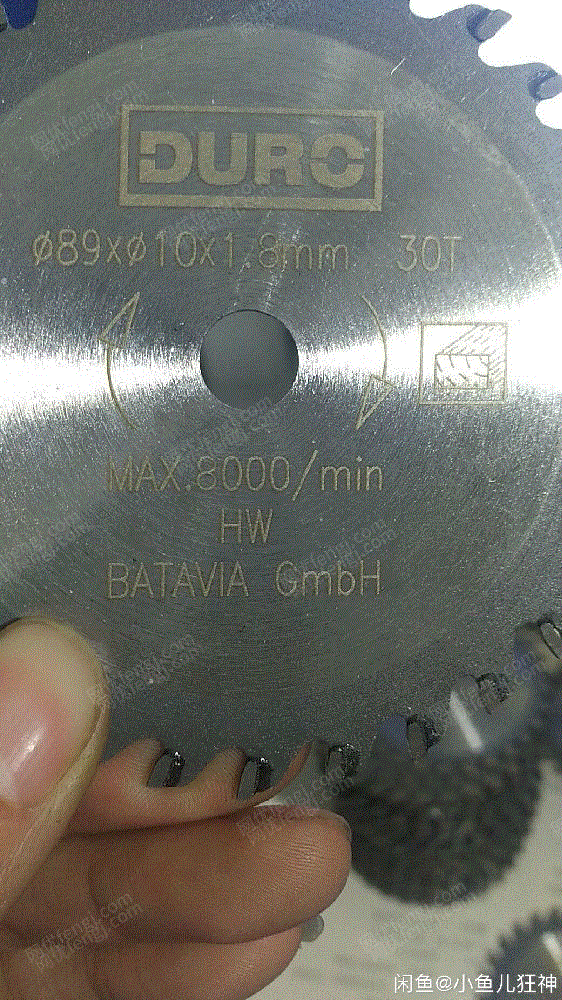 DURO
ø89xø10x1.8mm 30T
MAX.8000/min
HW
BATAVIA GmbH
闲鱼@小鱼儿狂神